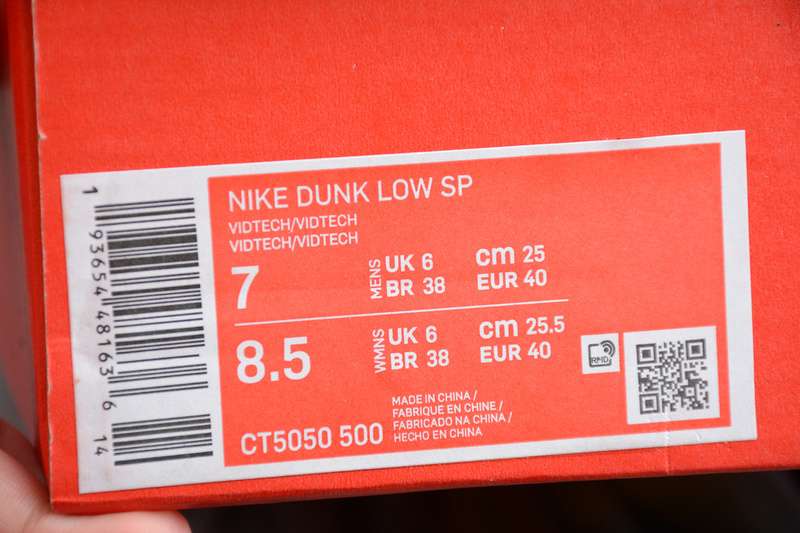 NIKE DUNK LOW SP
VIDTECH/VIDTECH
VIDTECH/VIDTECH
7 MENS UK 6 cm 25
BR 38 EUR 40
8.5 WMNS UK 6 cm 25.5
BR 38 EUR 40
CT5050 500
MADE IN CHINA /
FABRIQUE EN CHINE /
FABRICADO NA CHINA /
HECHO EN CHINA
RFID
1 93654 48163 6 14